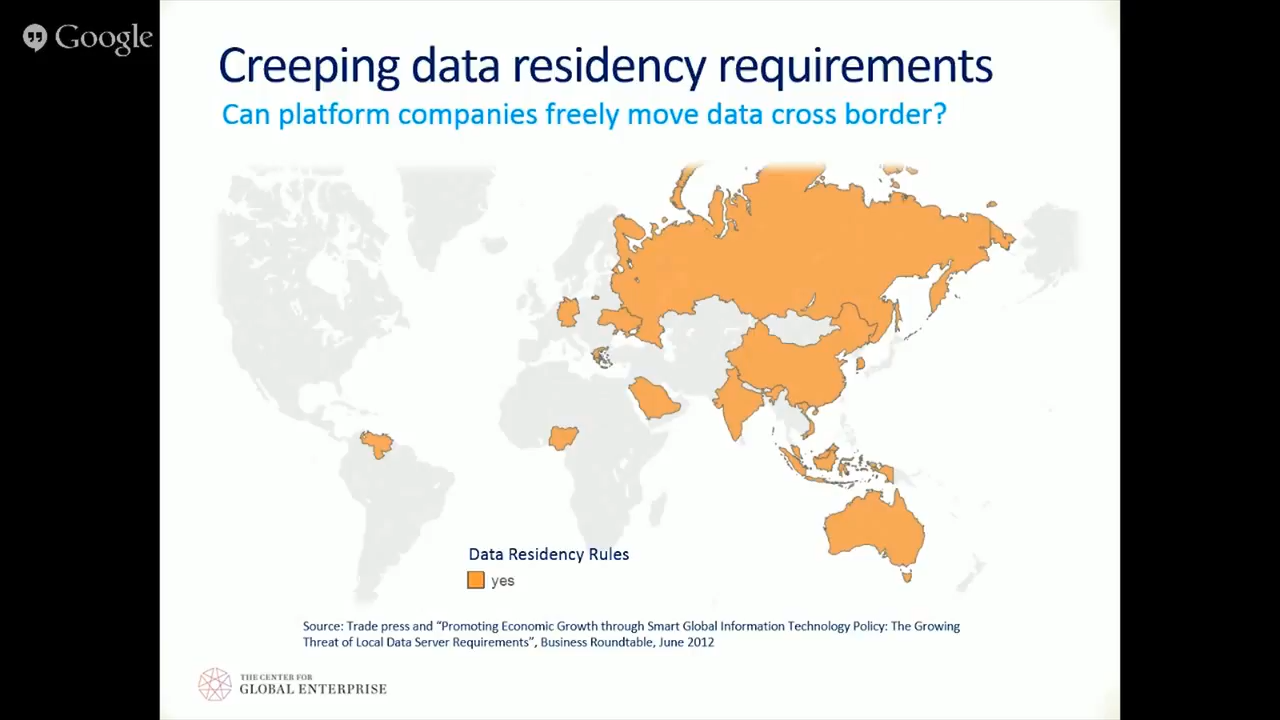 Google
Creeping data residency requirements
Can platform companies freely move data cross border?
Data Residency Rules
yes
Source: Trade press and “Promoting Economic Growth through Smart Global Information Technology Policy: The Growing
Threat of Local Data Server Requirements”, Business Roundtable, June 2012
THE CENTER FOR
GLOBAL ENTERPRISE